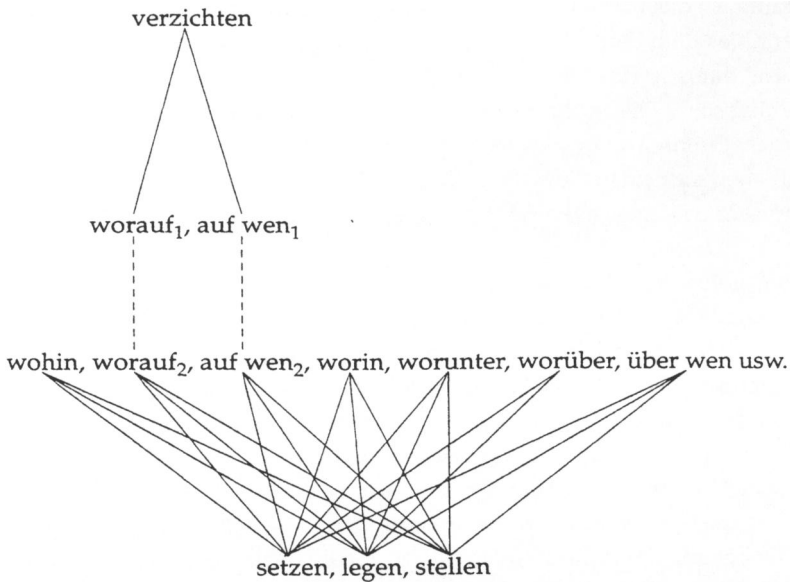 verzichten
worauf₁, auf wen₁
wohin, worauf₂, auf wen₂, worin, worunter, worüber, über wen usw.
setzen, legen, stellen